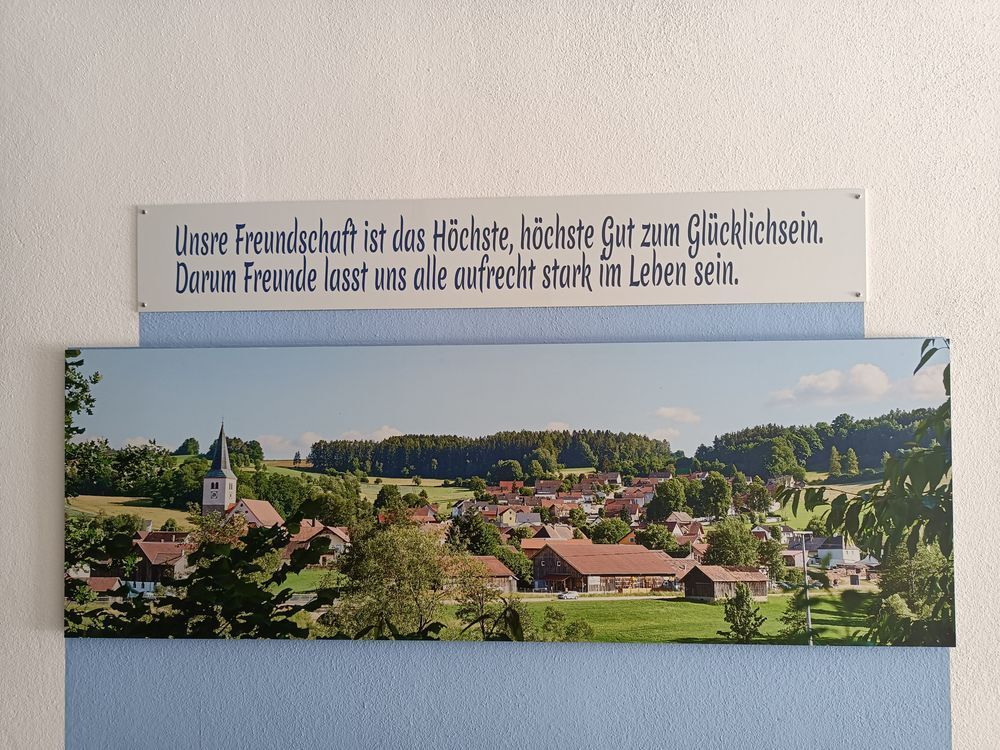 Unsre Freundschaft ist das Höchste, höchste Gut zum Glücklichsein.
Darum Freunde lasst uns alle aufrecht stark im Leben sein.